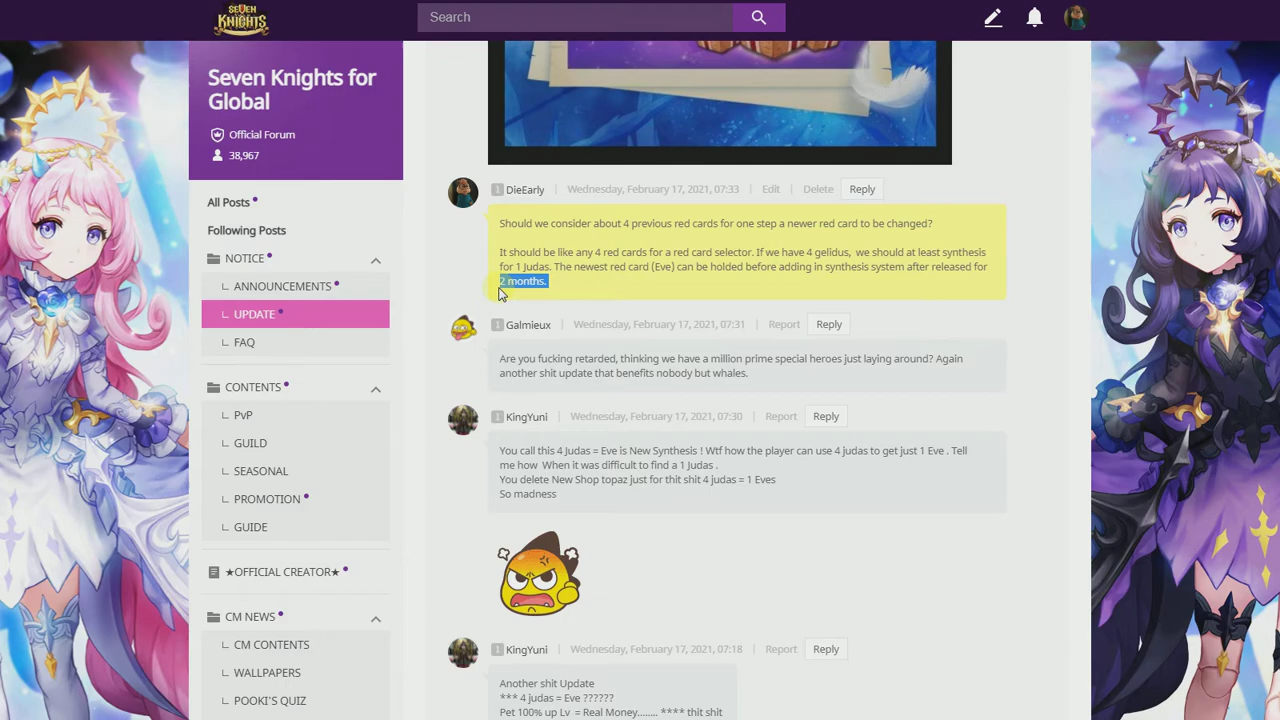 SEVEN
KNIGHTS
Search
Seven Knights for
Global
Official Forum
38,967
All Posts
Following Posts
NOTICE
ANNOUNCEMENTS
UPDATE
FAQ
CONTENTS
PvP
GUILD
SEASONAL
PROMOTION
GUIDE
★OFFICIAL CREATOR★
CM NEWS
CM CONTENTS
WALLPAPERS
POOKI'S QUIZ
1 DieEarly | Wednesday, February 17, 2021, 07:33 | Edit | Delete Reply
Should we consider about 4 previous red cards for one step a newer red card to be changed?
It should be like any 4 red cards for a red card selector. If we have 4 gelidus, we should at least synthesis
for 1 Judas. The newest red card (Eve) can be holded before adding in synthesis system after released for
2 months.
1 Galmieux | Wednesday, February 17, 2021, 07:31 | Report Reply
Are you fucking retarded, thinking we have a million prime special heroes just laying around? Again
another shit update that benefits nobody but whales.
1 KingYuni | Wednesday, February 17, 2021, 07:30 | Report Reply
You call this 4 Judas = Eve is New Synthesis ! Wtf how the player can use 4 judas to get just 1 Eve . Tell
me how When it was difficult to find a 1 Judas .
You delete New Shop topaz just for thit shit 4 judas = 1 Eves
So madness
1 KingYuni | Wednesday, February 17, 2021, 07:18 | Report Reply
Another shit Update
*** 4 judas = Eve ??????
Pet 100% up Lv = Real Money........ **** thit shit